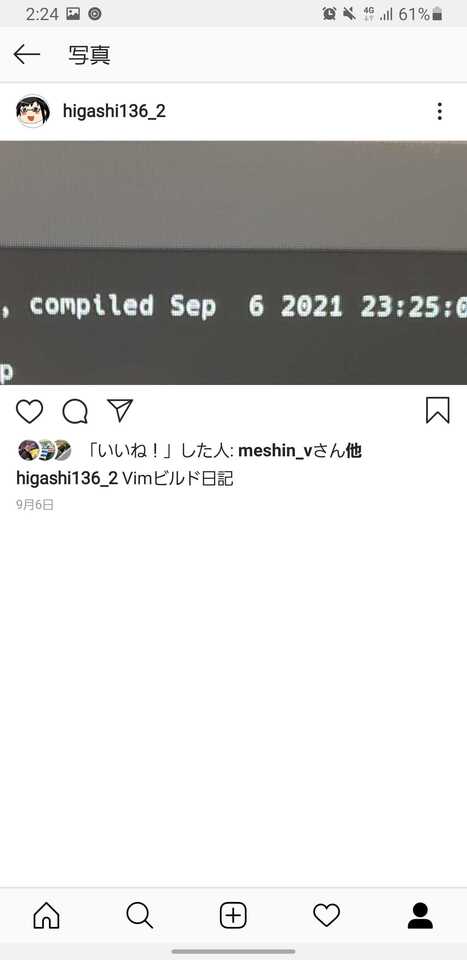 2:24 4G 61%
写真
higashi136_2
, compiled Sep 6 2021 23:25:0
p
「いいね！」した人: meshin_vさん他
higashi136_2 Vimビルド日記
9月6日